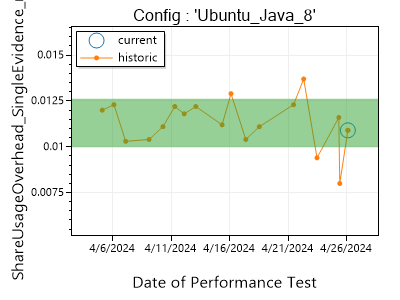 Config : 'Ubuntu_Java_8'
current
historic
ShareUsageOverhead_SingleEvidence_
0.015
0.0125
0.01
0.0075
4/6/2024 4/11/2024 4/16/2024 4/21/2024 4/26/2024
Date of Performance Test